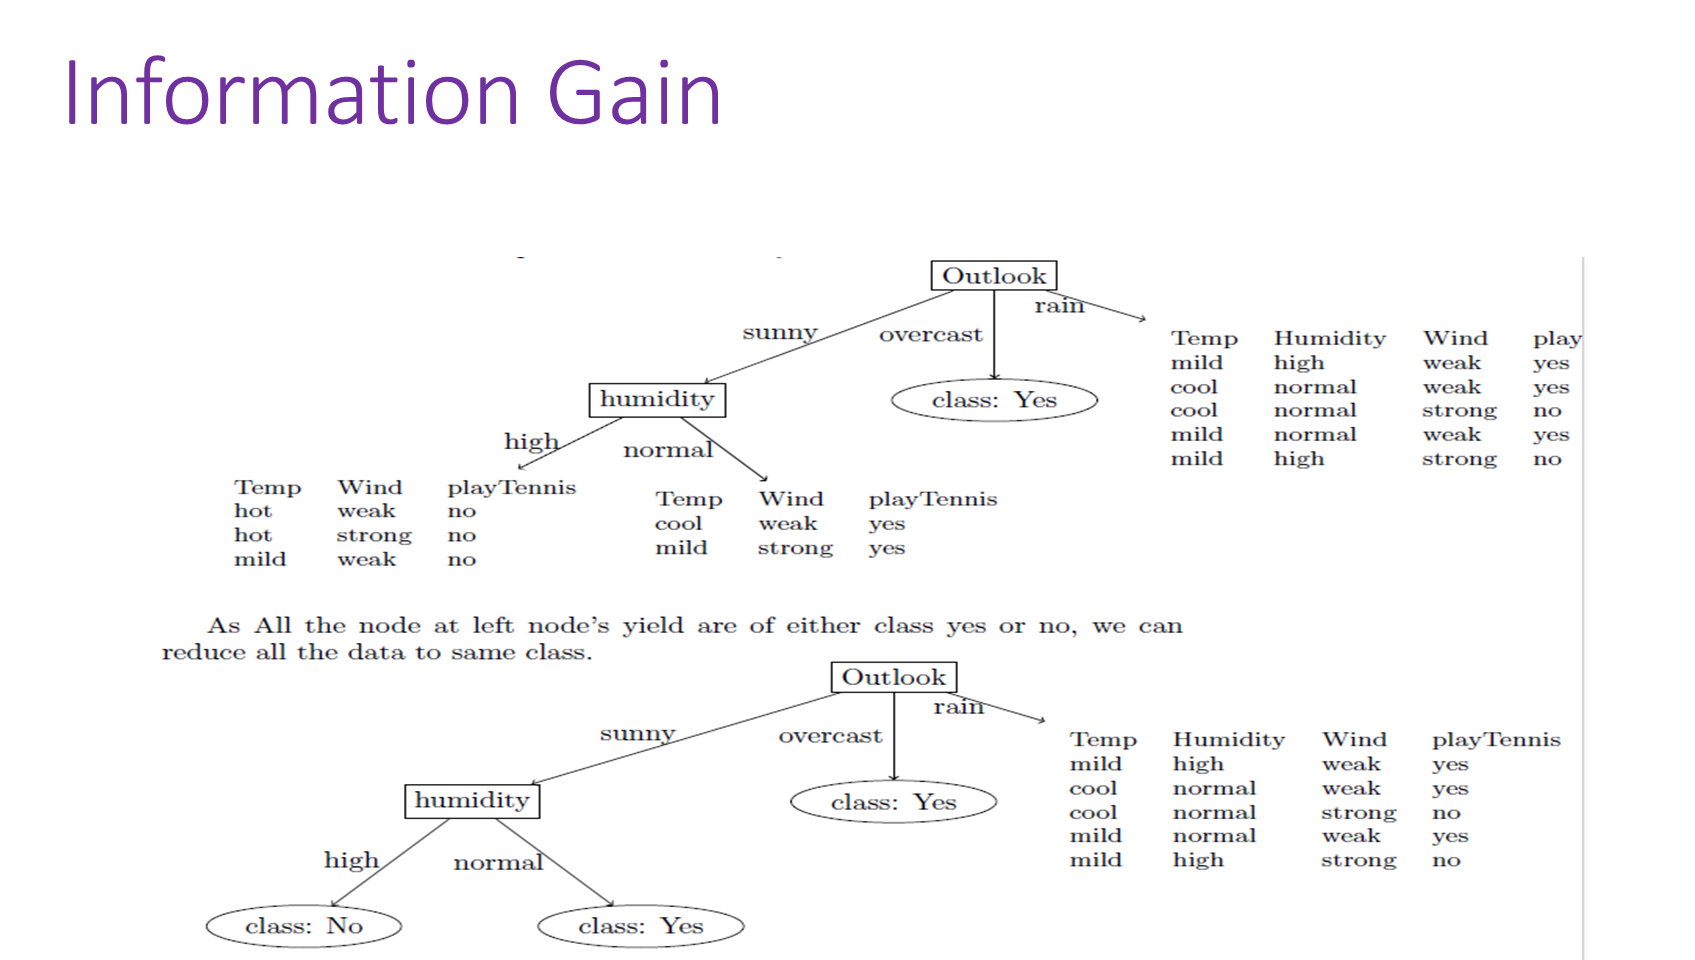 Information Gain
Outlook
rain
sunny
overcast
Temp Humidity Wind play
mild high weak yes
cool normal weak yes
cool normal strong no
mild normal weak yes
mild high strong no
humidity
class: Yes
high
normal
Temp Wind playTennis
hot weak no
hot strong no
mild weak no
Temp Wind playTennis
cool weak yes
mild strong yes
As All the node at left node's yield are of either class yes or no, we can
reduce all the data to same class.
Outlook
rain
sunny
overcast
Temp Humidity Wind playTennis
mild high weak yes
cool normal weak yes
cool normal strong no
mild normal weak yes
mild high strong no
humidity
class: Yes
high
normal
class: No
class: Yes